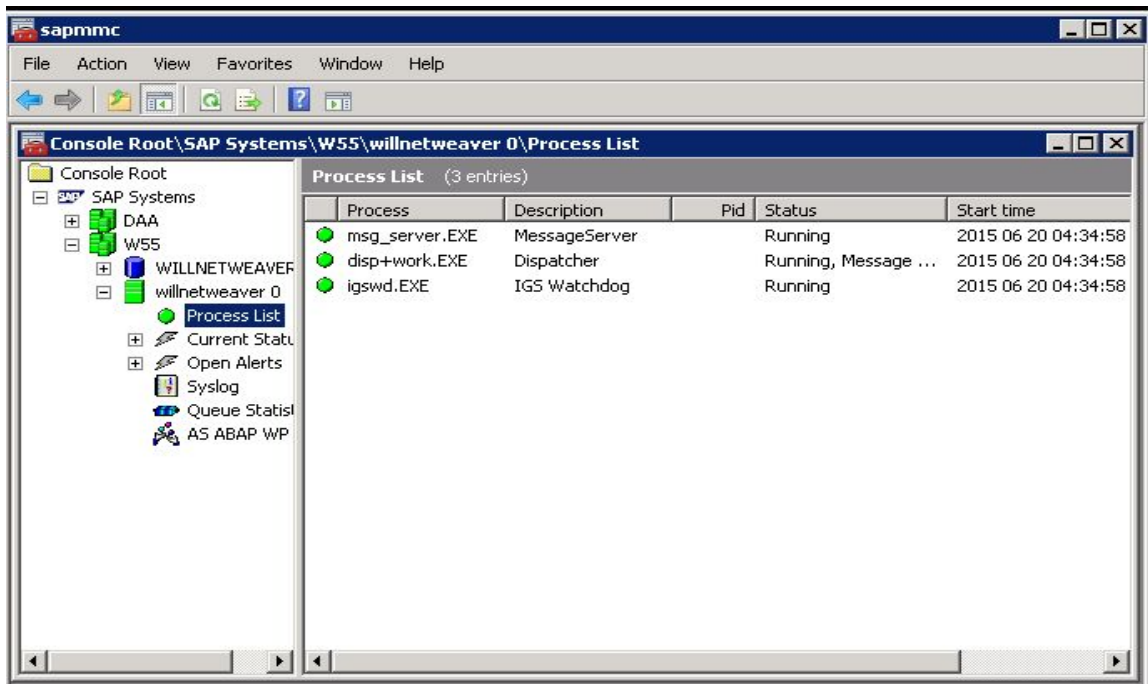 sapmmc
File Action View Favorites Window Help
Console Root\SAP Systems\W55\willnetweaver 0\Process List
Console Root
SAP Systems
DAA
W55
WILLNETWEAVER
willnetweaver 0
Process List
Current Statu
Open Alerts
Syslog
Queue Statist
AS ABAP WP
Process List (3 entries)
Process Description Pid Status Start time
msg_server.EXE MessageServer Running 2015 06 20 04:34:58
disp+work.EXE Dispatcher Running, Message ... 2015 06 20 04:34:58
igswd.EXE IGS Watchdog Running 2015 06 20 04:34:58